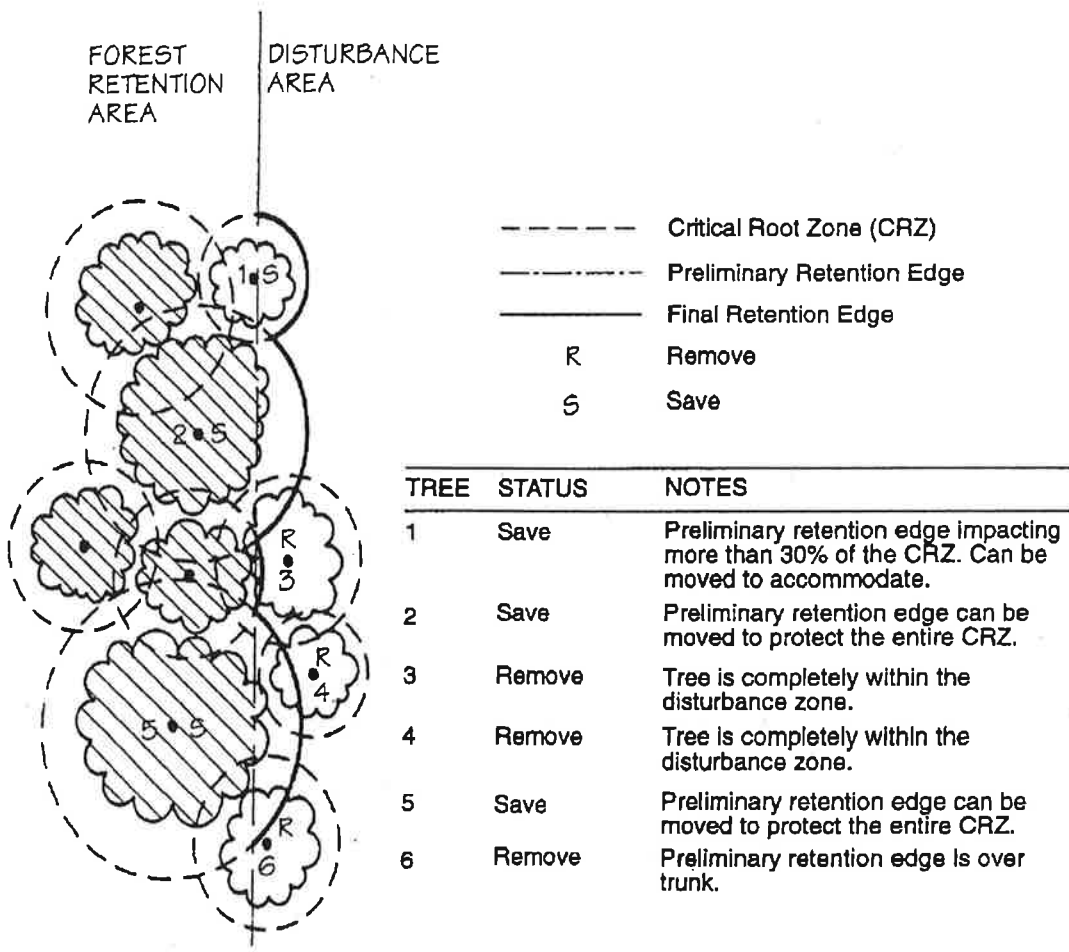 FOREST
RETENTION
AREA
DISTURBANCE
AREA
1 S
2 S
R
3
R
4
5 S
R
6
Critical Root Zone (CRZ)
Preliminary Retention Edge
Final Retention Edge
R Remove
S Save
TREE STATUS NOTES
1 Save Preliminary retention edge impacting
more than 30% of the CRZ. Can be
moved to accommodate.
2 Save Preliminary retention edge can be
moved to protect the entire CRZ.
3 Remove Tree is completely within the
disturbance zone.
4 Remove Tree is completely within the
disturbance zone.
5 Save Preliminary retention edge can be
moved to protect the entire CRZ.
6 Remove Preliminary retention edge is over
trunk.